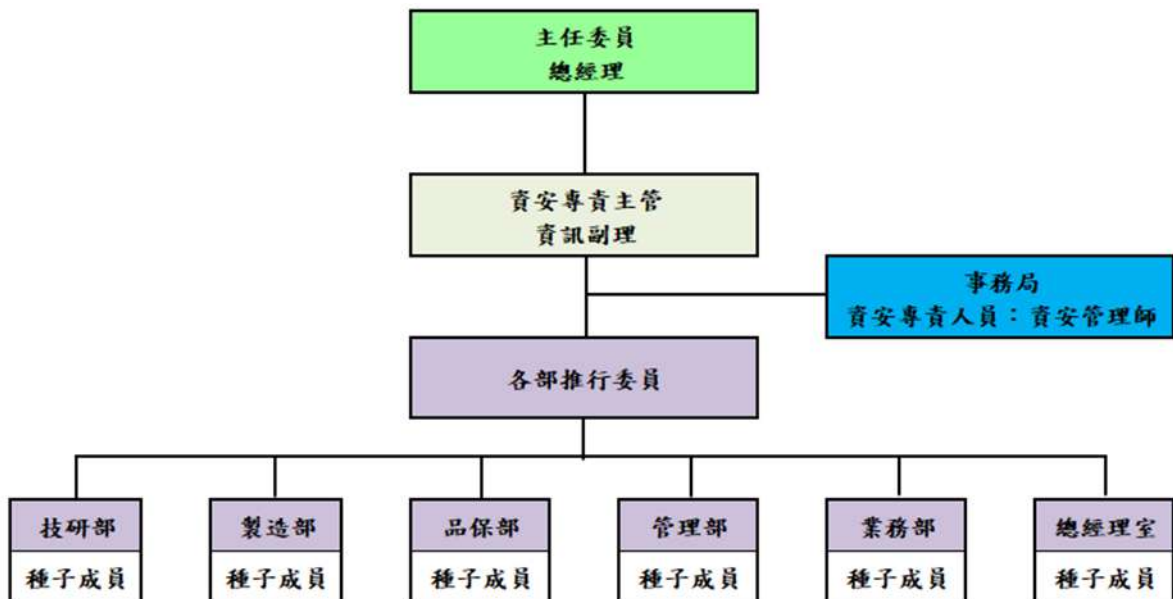 主任委員
總經理
資安專責主管
資訊副理
事務局
資安專責人員：資安管理師
各部推行委員
技研部
種子成員
製造部
種子成員
品保部
種子成員
管理部
種子成員
業務部
種子成員
總經理室
種子成員